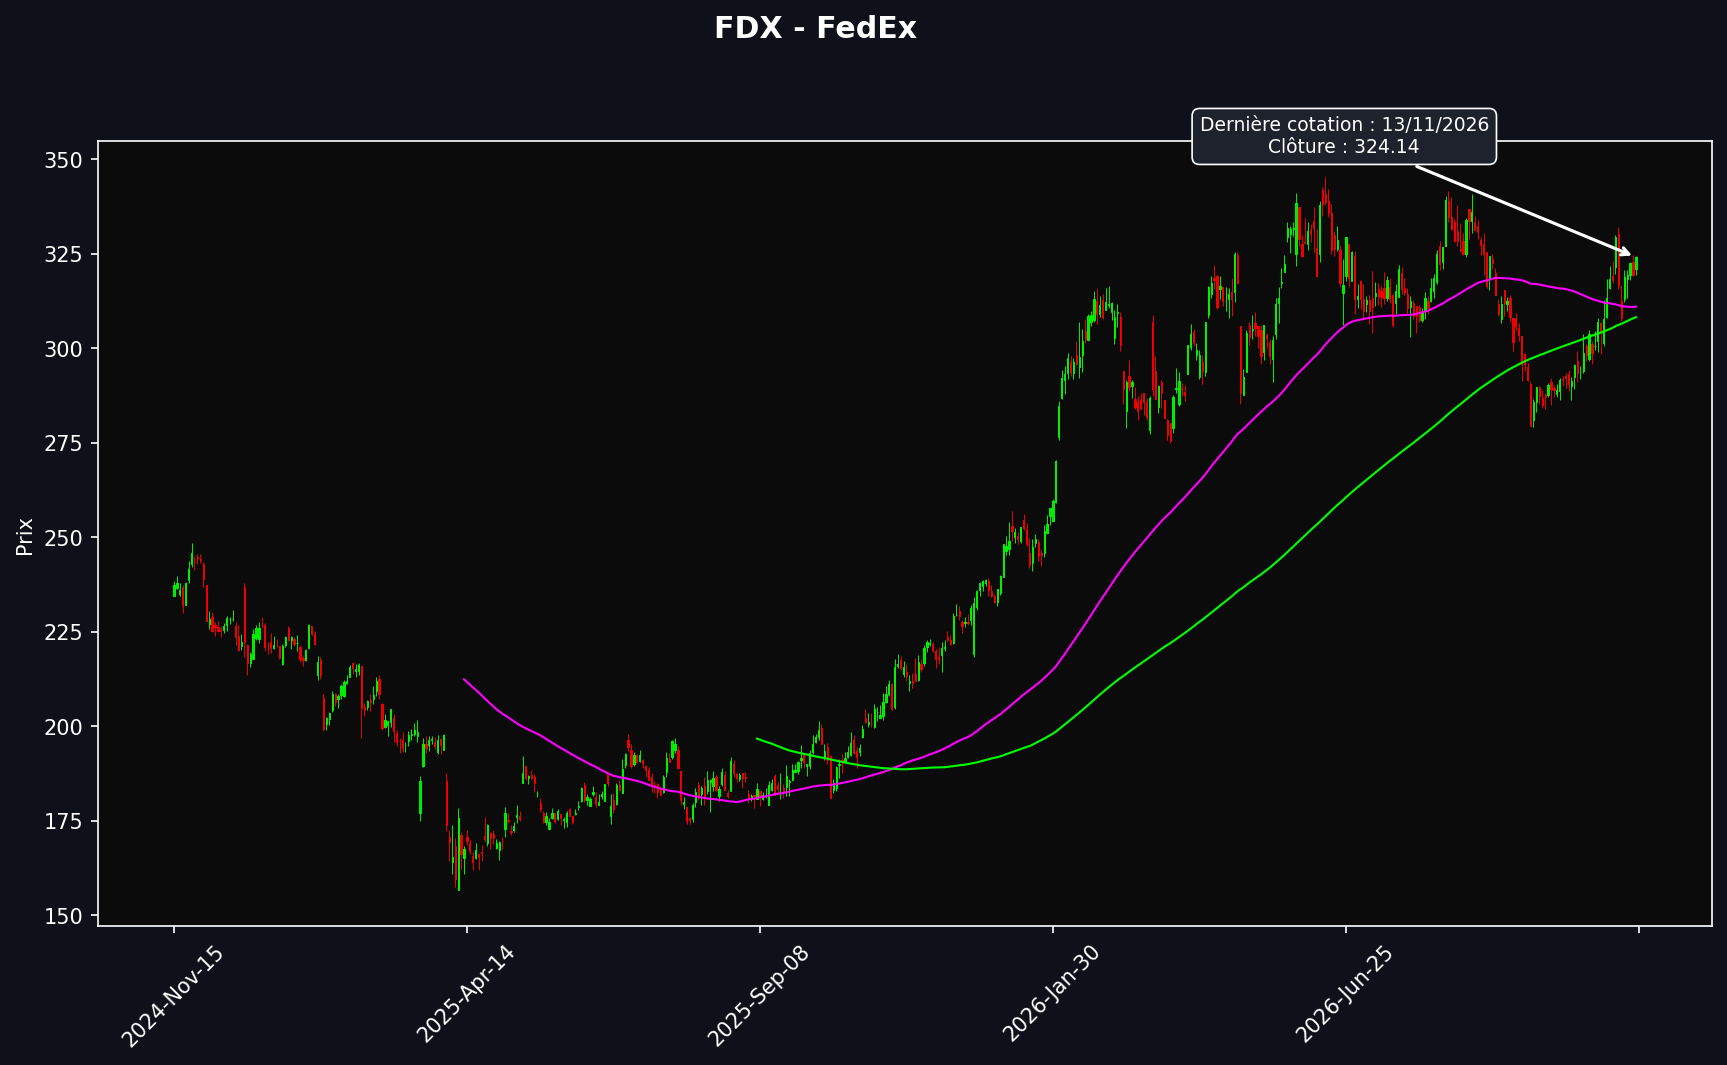 FDX - FedEx
Dernière cotation : 13/11/2026
Clôture : 324.14
350
325
300
275
250
225
200
175
150
Prix
2024-Nov-15
2025-Apr-14
2025-Sep-08
2026-Jan-30
2026-Jun-25